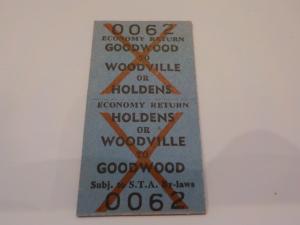 0062
ECONOMY RETURN
GOODWOOD
TO
WOODVILLE
OR
HOLDENS
ECONOMY RETURN
HOLDENS
OR
WOODVILLE
TO
GOODWOOD
Subj. to S.T.A. By-laws
0062